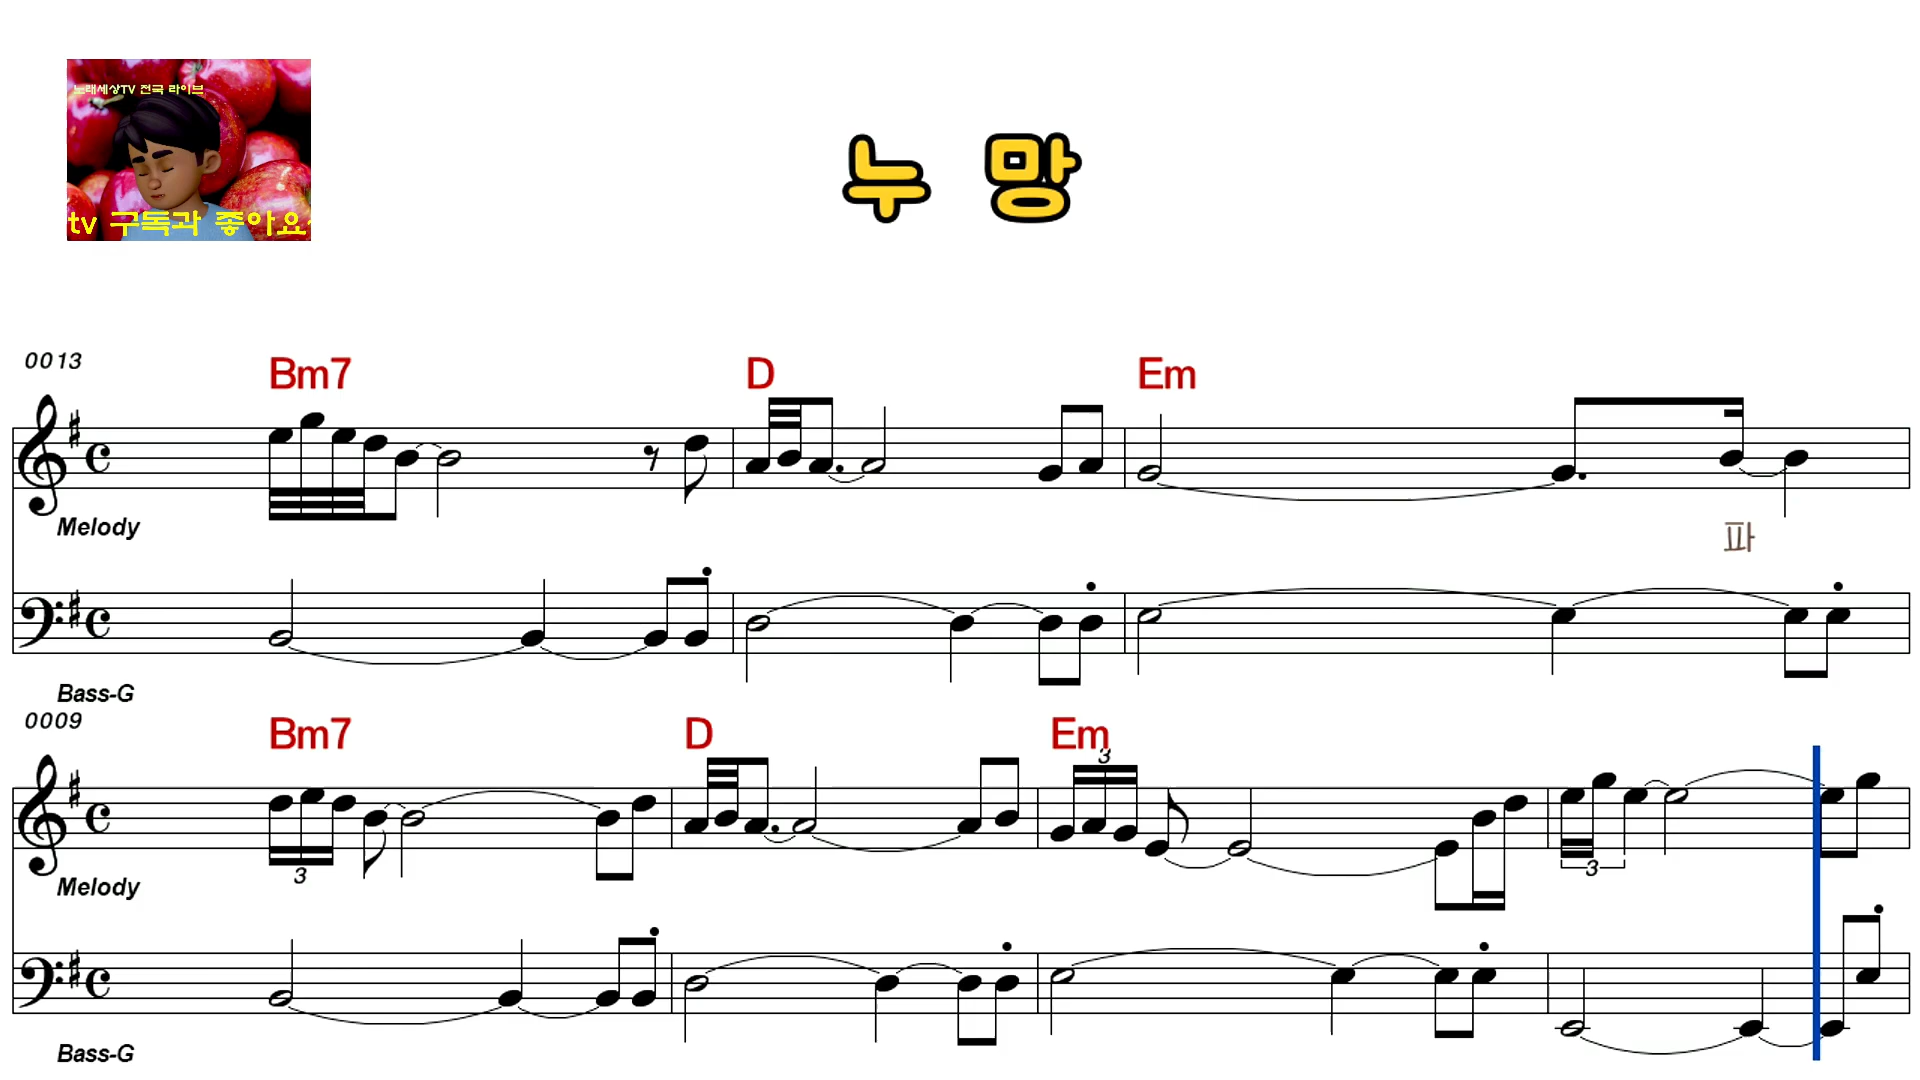 노래세상TV 전국 라이브
tv 구독과 좋아요
누 망
0013
Bm7 D Em
Melody
파
Bass-G
0009
Bm7 D Em
3
Melody
3 3
Bass-G